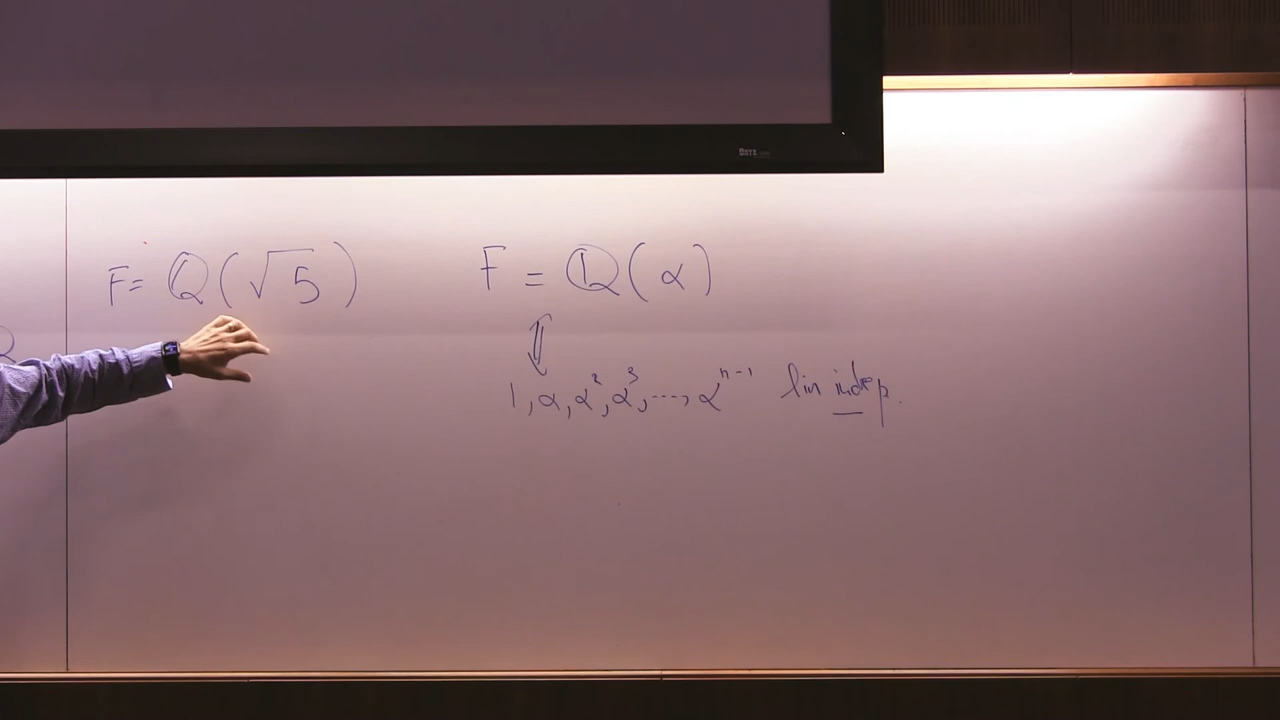 F = ℚ(√5)
F = ℚ(α)
⇕
1, α, α², α³, ..., αⁿ⁻¹ lin indep.